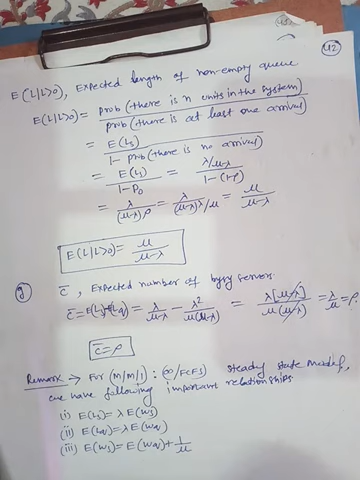 42
E(L/L>0), Expected length of non-empty queue
E(L/L>0) = prob(there is n units in the system) / prob(there is at least one arrival)
= E(Ls) / 1- prob(there is no arrival)
= E(Ls) / 1-P0 = λ/μ-λ / 1-(1-ρ)
= λ/(μ-λ)ρ = λ/(μ-λ)λ/μ = μ/μ-λ
E(L/L>0) = μ/μ-λ
g) c̄, Expected number of busy servers.
c̄ = E(Ls)-E(Lq) = λ/μ-λ - λ²/μ(μ-λ) = λ[μ-λ]/μ(μ-λ) = λ/μ = ρ.
c̄ = ρ
Remark → For (M/M/1) : ∞/FCFS) steady state model,
we have following important relationships
(i) E(Ls) = λ E(Ws)
(ii) E(Lq) = λ E(Wq)
(iii) E(Ws) = E(Wq) + 1/μ